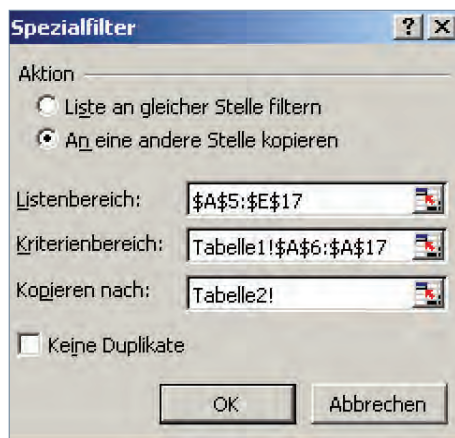 Spezialfilter
Aktion
Liste an gleicher Stelle filtern
An eine andere Stelle kopieren
Listenbereich: $A$5:$E$17
Kriterienbereich: Tabelle1!$A$6:$A$17
Kopieren nach: Tabelle2!
Keine Duplikate
OK Abbrechen